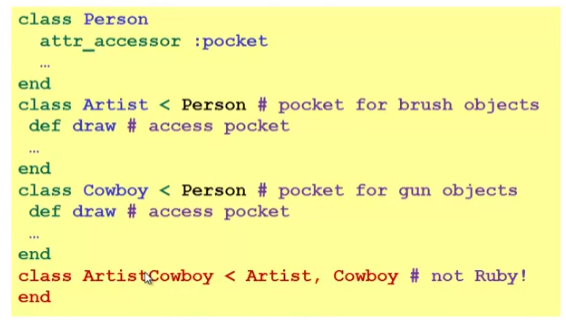 class Person
  attr_accessor :pocket
  …
end
class Artist < Person # pocket for brush objects
 def draw # access pocket
 …
end
class Cowboy < Person # pocket for gun objects
 def draw # access pocket
 …
end
class ArtistCowboy < Artist, Cowboy # not Ruby!
end